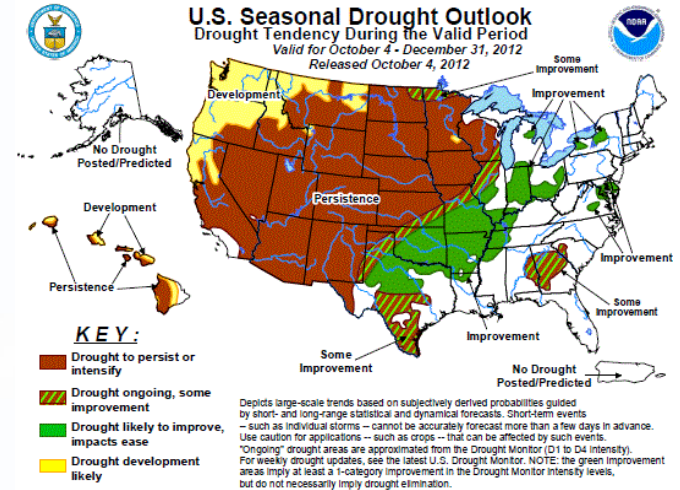 U.S. Seasonal Drought Outlook
Drought Tendency During the Valid Period
Valid for October 4 - December 31, 2012
Released October 4, 2012
NOAA
Some
Improvement
Development
Improvement
No Drought
Posted/Predicted
Persistence
Development
Improvement
Persistence
Some
Improvement
KEY:
Improvement
Some
Improvement
No Drought
Posted/Predicted
Drought to persist or
intensify
Drought ongoing, some
improvement
Drought likely to improve,
impacts ease
Drought development
likely
Depicts large-scale trends based on subjectively derived probabilities guided
by short- and long-range statistical and dynamical forecasts. Short-term events
-- such as individual storms -- cannot be accurately forecast more than a few days in advance.
Use caution for applications -- such as crops -- that can be affected by such events.
"Ongoing" drought areas are approximated from the Drought Monitor (D1 to D4 intensity).
For weekly drought updates, see the latest U.S. Drought Monitor. NOTE: the green improvement
areas imply at least a 1-category improvement in the Drought Monitor intensity levels,
but do not necessarily imply drought elimination.